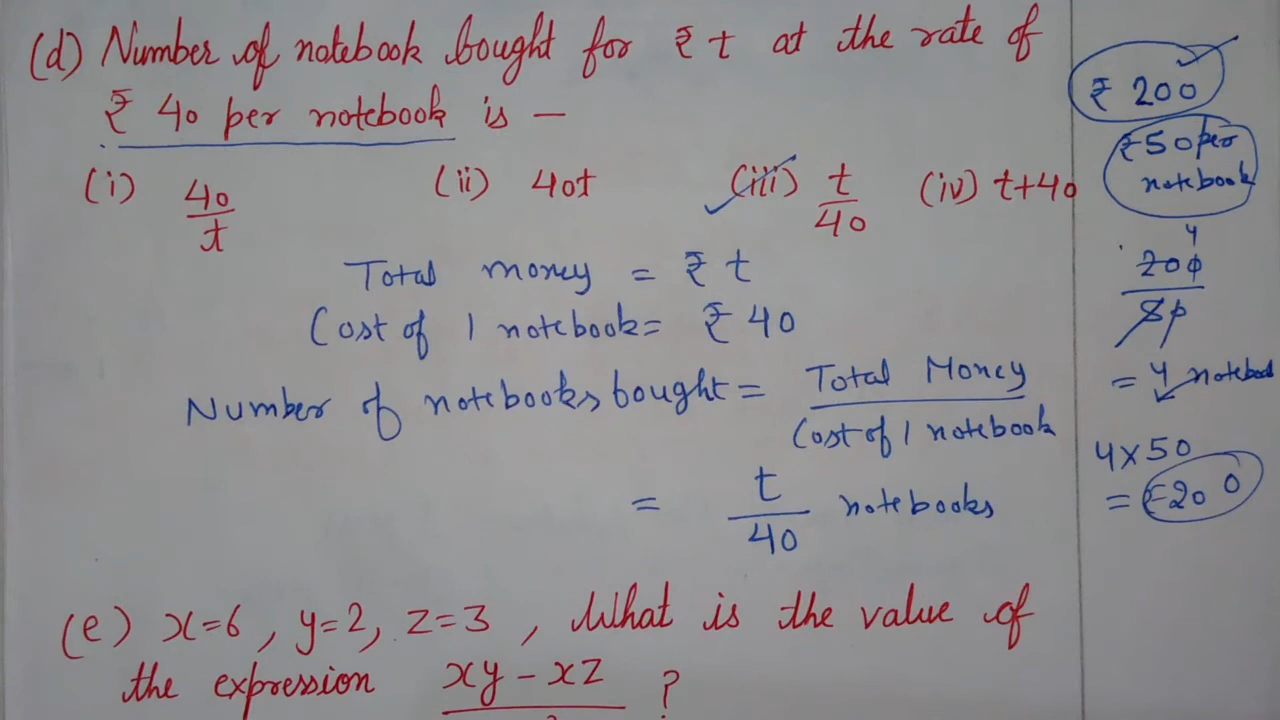 (d) Number of notebook bought for ₹ t at the rate of
₹ 40 per notebook is —
(i) 40/t (ii) 40t (iii) t/40 (iv) t+40
Total money = ₹ t
Cost of 1 notebook= ₹ 40
Number of notebooks bought = Total Money / Cost of 1 notebook
= t/40 notebooks
(e) x=6, y=2, z=3, What is the value of
the expression xy-xz ?
₹ 200
₹50 per
notebook
4
200
50
= 4
4×50
= ₹200